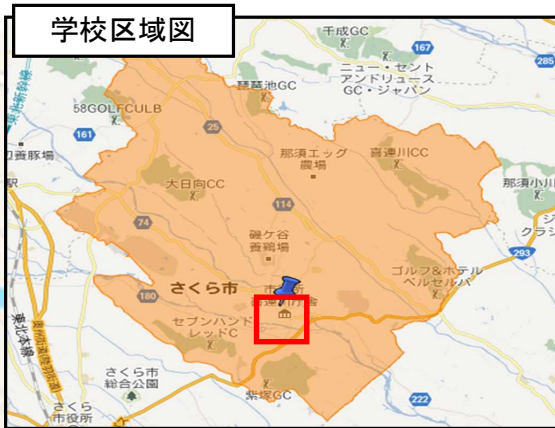 学校区域図
千成GC
167
ニュー・セント
アンドリュース
GC・ジャパン
285
琵琶池GC
東北新幹線
58GOLFCULB
161
25
那須エッグ
農場
喜連川CC
大日向CC
那須小川
114
74
磯ケ谷
養鶏場
293
ゴルフ&ホテル
ベルセルバ
180
さくら市
セブンハンド
レッドC
東北本線
さくら市
総合公園
紫塚GC
222
さくら
市役所